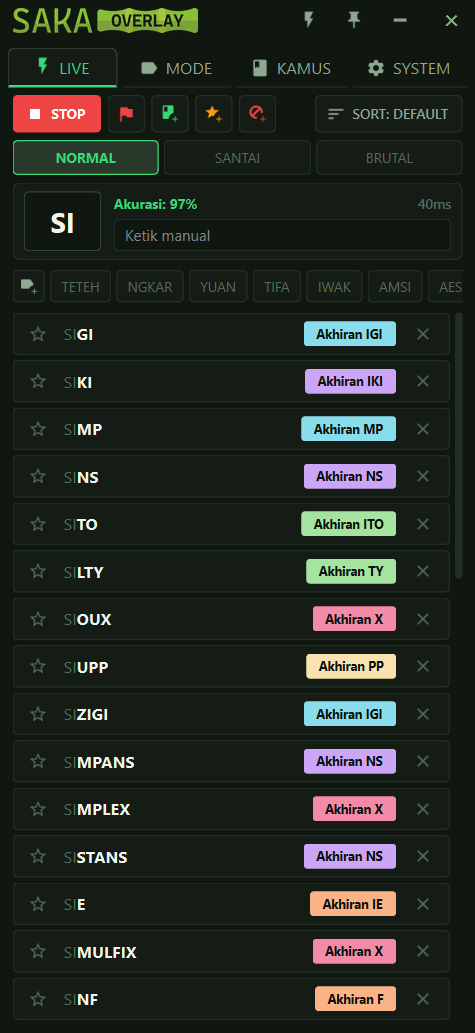 SAKA OVERLAY
LIVE MODE KAMUS SYSTEM
STOP SORT: DEFAULT
NORMAL SANTAI BRUTAL
SI Akurasi: 97% 40ms
Ketik manual
TETEH NGKAR YUAN TIFA IWAK AMSI AES
SIGI Akhiran IGI
SIKI Akhiran IKI
SIMP Akhiran MP
SINS Akhiran NS
SITO Akhiran ITO
SILTY Akhiran TY
SIOUX Akhiran X
SIUPP Akhiran PP
SIZIGI Akhiran IGI
SIMPANS Akhiran NS
SIMPLEX Akhiran X
SISTANS Akhiran NS
SIE Akhiran IE
SIMULFIX Akhiran X
SINF Akhiran F